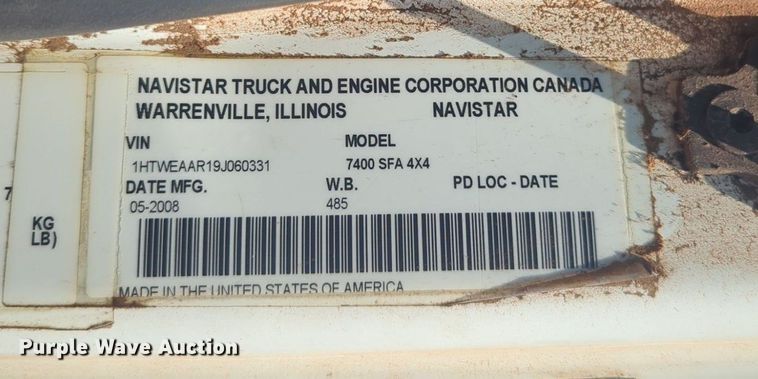 NAVISTAR TRUCK AND ENGINE CORPORATION CANADA
WARRENVILLE, ILLINOIS NAVISTAR
VIN MODEL
1HTWEAAR19J060331 7400 SFA 4X4
DATE MFG. W.B. PD LOC - DATE
05-2008 485
7
KG
LB)
MADE IN THE UNITED STATES OF AMERICA
Purple Wave Auction